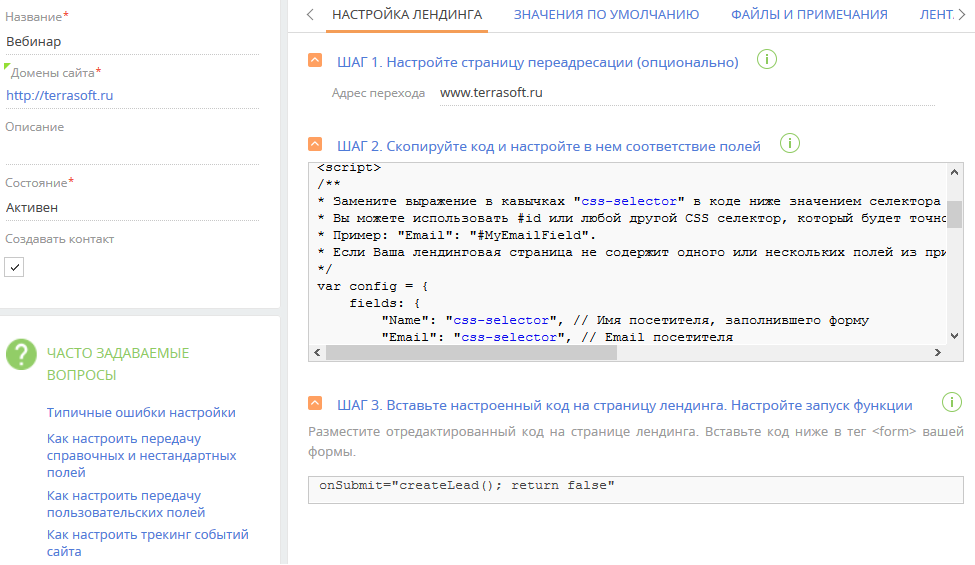 Название*
Вебинар
Домены сайта*
http://terrasoft.ru
Описание
Состояние*
Активен
Создавать контакт
ЧАСТО ЗАДАВАЕМЫЕ
ВОПРОСЫ
Типичные ошибки настройки
Как настроить передачу
справочных и нестандартных
полей
Как настроить передачу
пользовательских полей
Как настроить трекинг событий
сайта
НАСТРОЙКА ЛЕНДИНГА ЗНАЧЕНИЯ ПО УМОЛЧАНИЮ ФАЙЛЫ И ПРИМЕЧАНИЯ ЛЕНТ.
ШАГ 1. Настройте страницу переадресации (опционально)
Адрес перехода www.terrasoft.ru
ШАГ 2. Скопируйте код и настройте в нем соответствие полей
<script>
/**
* Замените выражение в кавычках "css-selector" в коде ниже значением селектора
* Вы можете использовать #id или любой другой CSS селектор, который будет точно
* Пример: "Email": "#MyEmailField".
* Если Ваша лендинговая страница не содержит одного или нескольких полей из при
*/
var config = {
fields: {
"Name": "css-selector", // Имя посетителя, заполнившего форму
"Email": "css-selector", // Email посетителя
ШАГ 3. Вставьте настроенный код на страницу лендинга. Настройте запуск функции
Разместите отредактированный код на странице лендинга. Вставьте код ниже в тег <form> вашей
формы.
onSubmit="createLead(); return false"